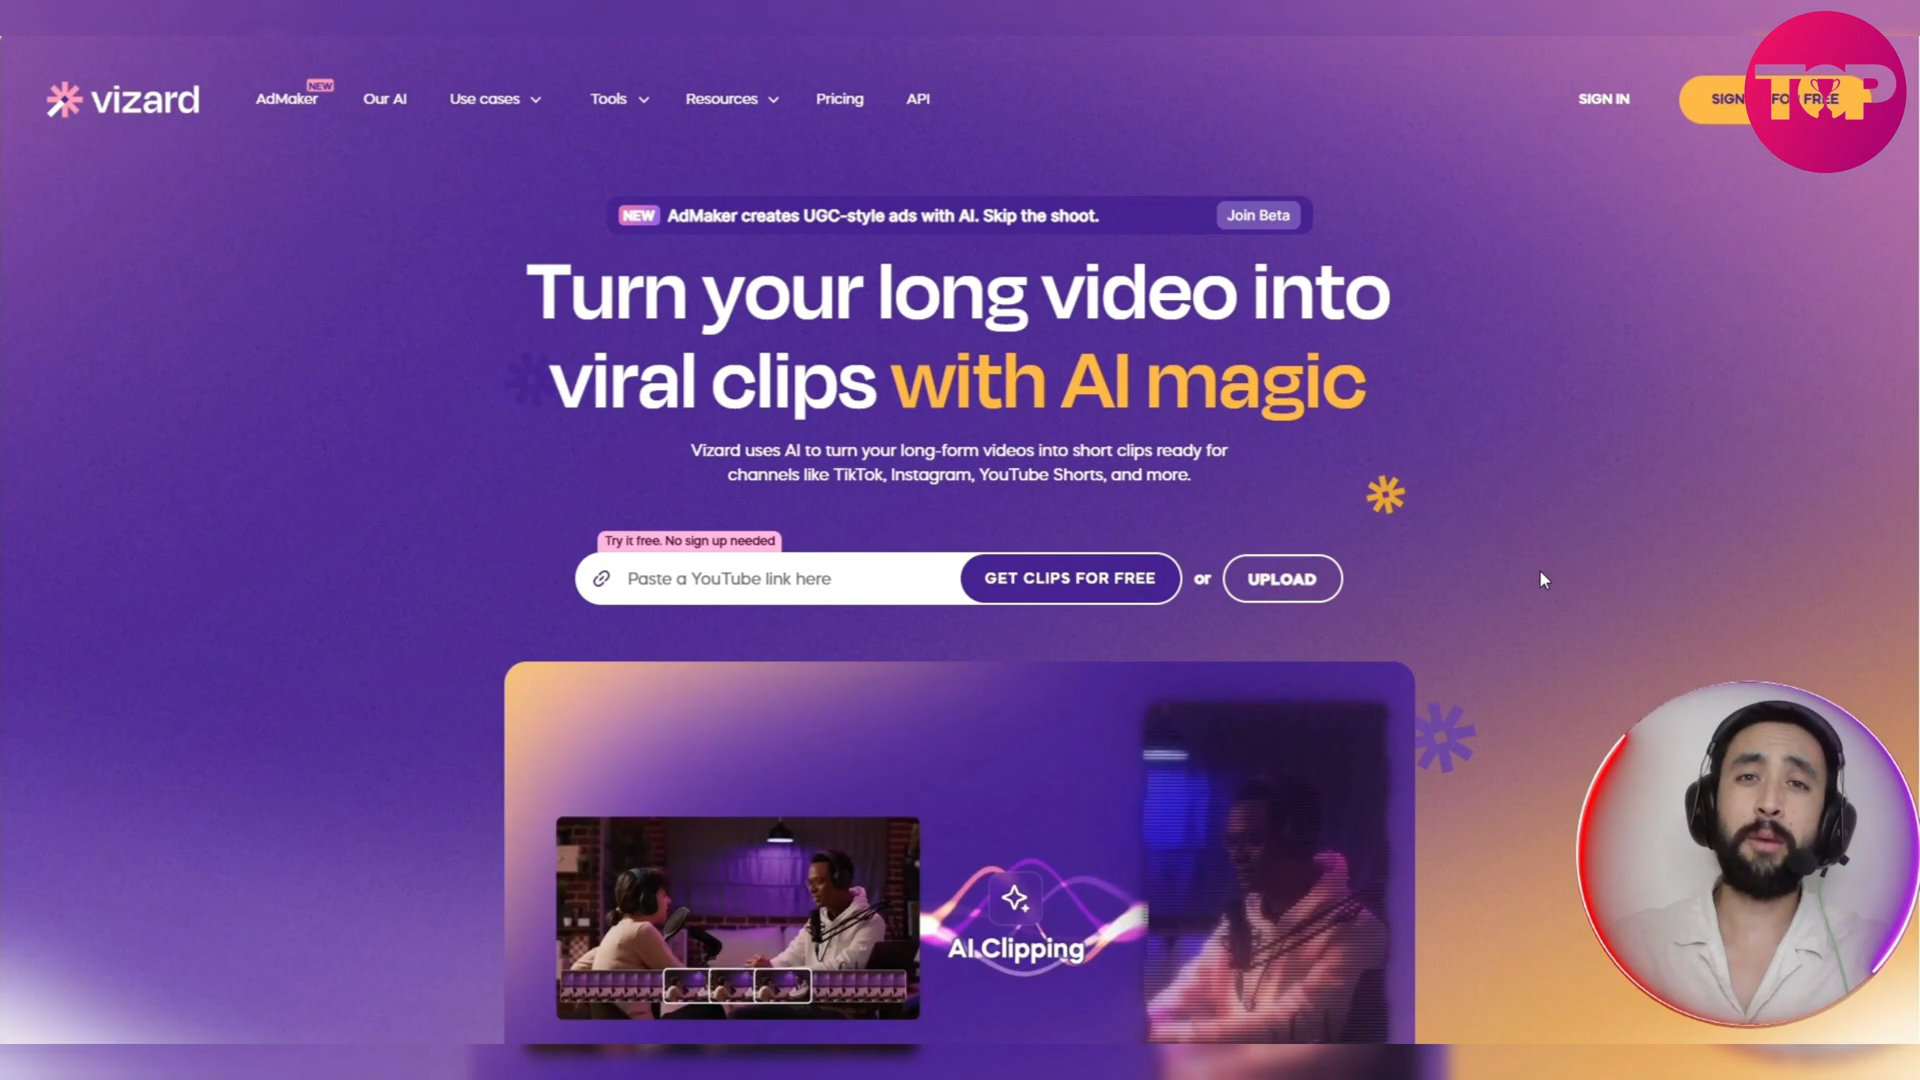 vizard
AdMaker
NEW
Our AI
Use cases
Tools
Resources
Pricing
API
SIGN IN
SIGN FOR FREE
TOP
NEW AdMaker creates UGC-style ads with AI. Skip the shoot. Join Beta
Turn your long video into
viral clips with AI magic
Vizard uses AI to turn your long-form videos into short clips ready for
channels like TikTok, Instagram, YouTube Shorts, and more.
Try it free. No sign up needed
Paste a YouTube link here
GET CLIPS FOR FREE
or
UPLOAD
AI Clipping